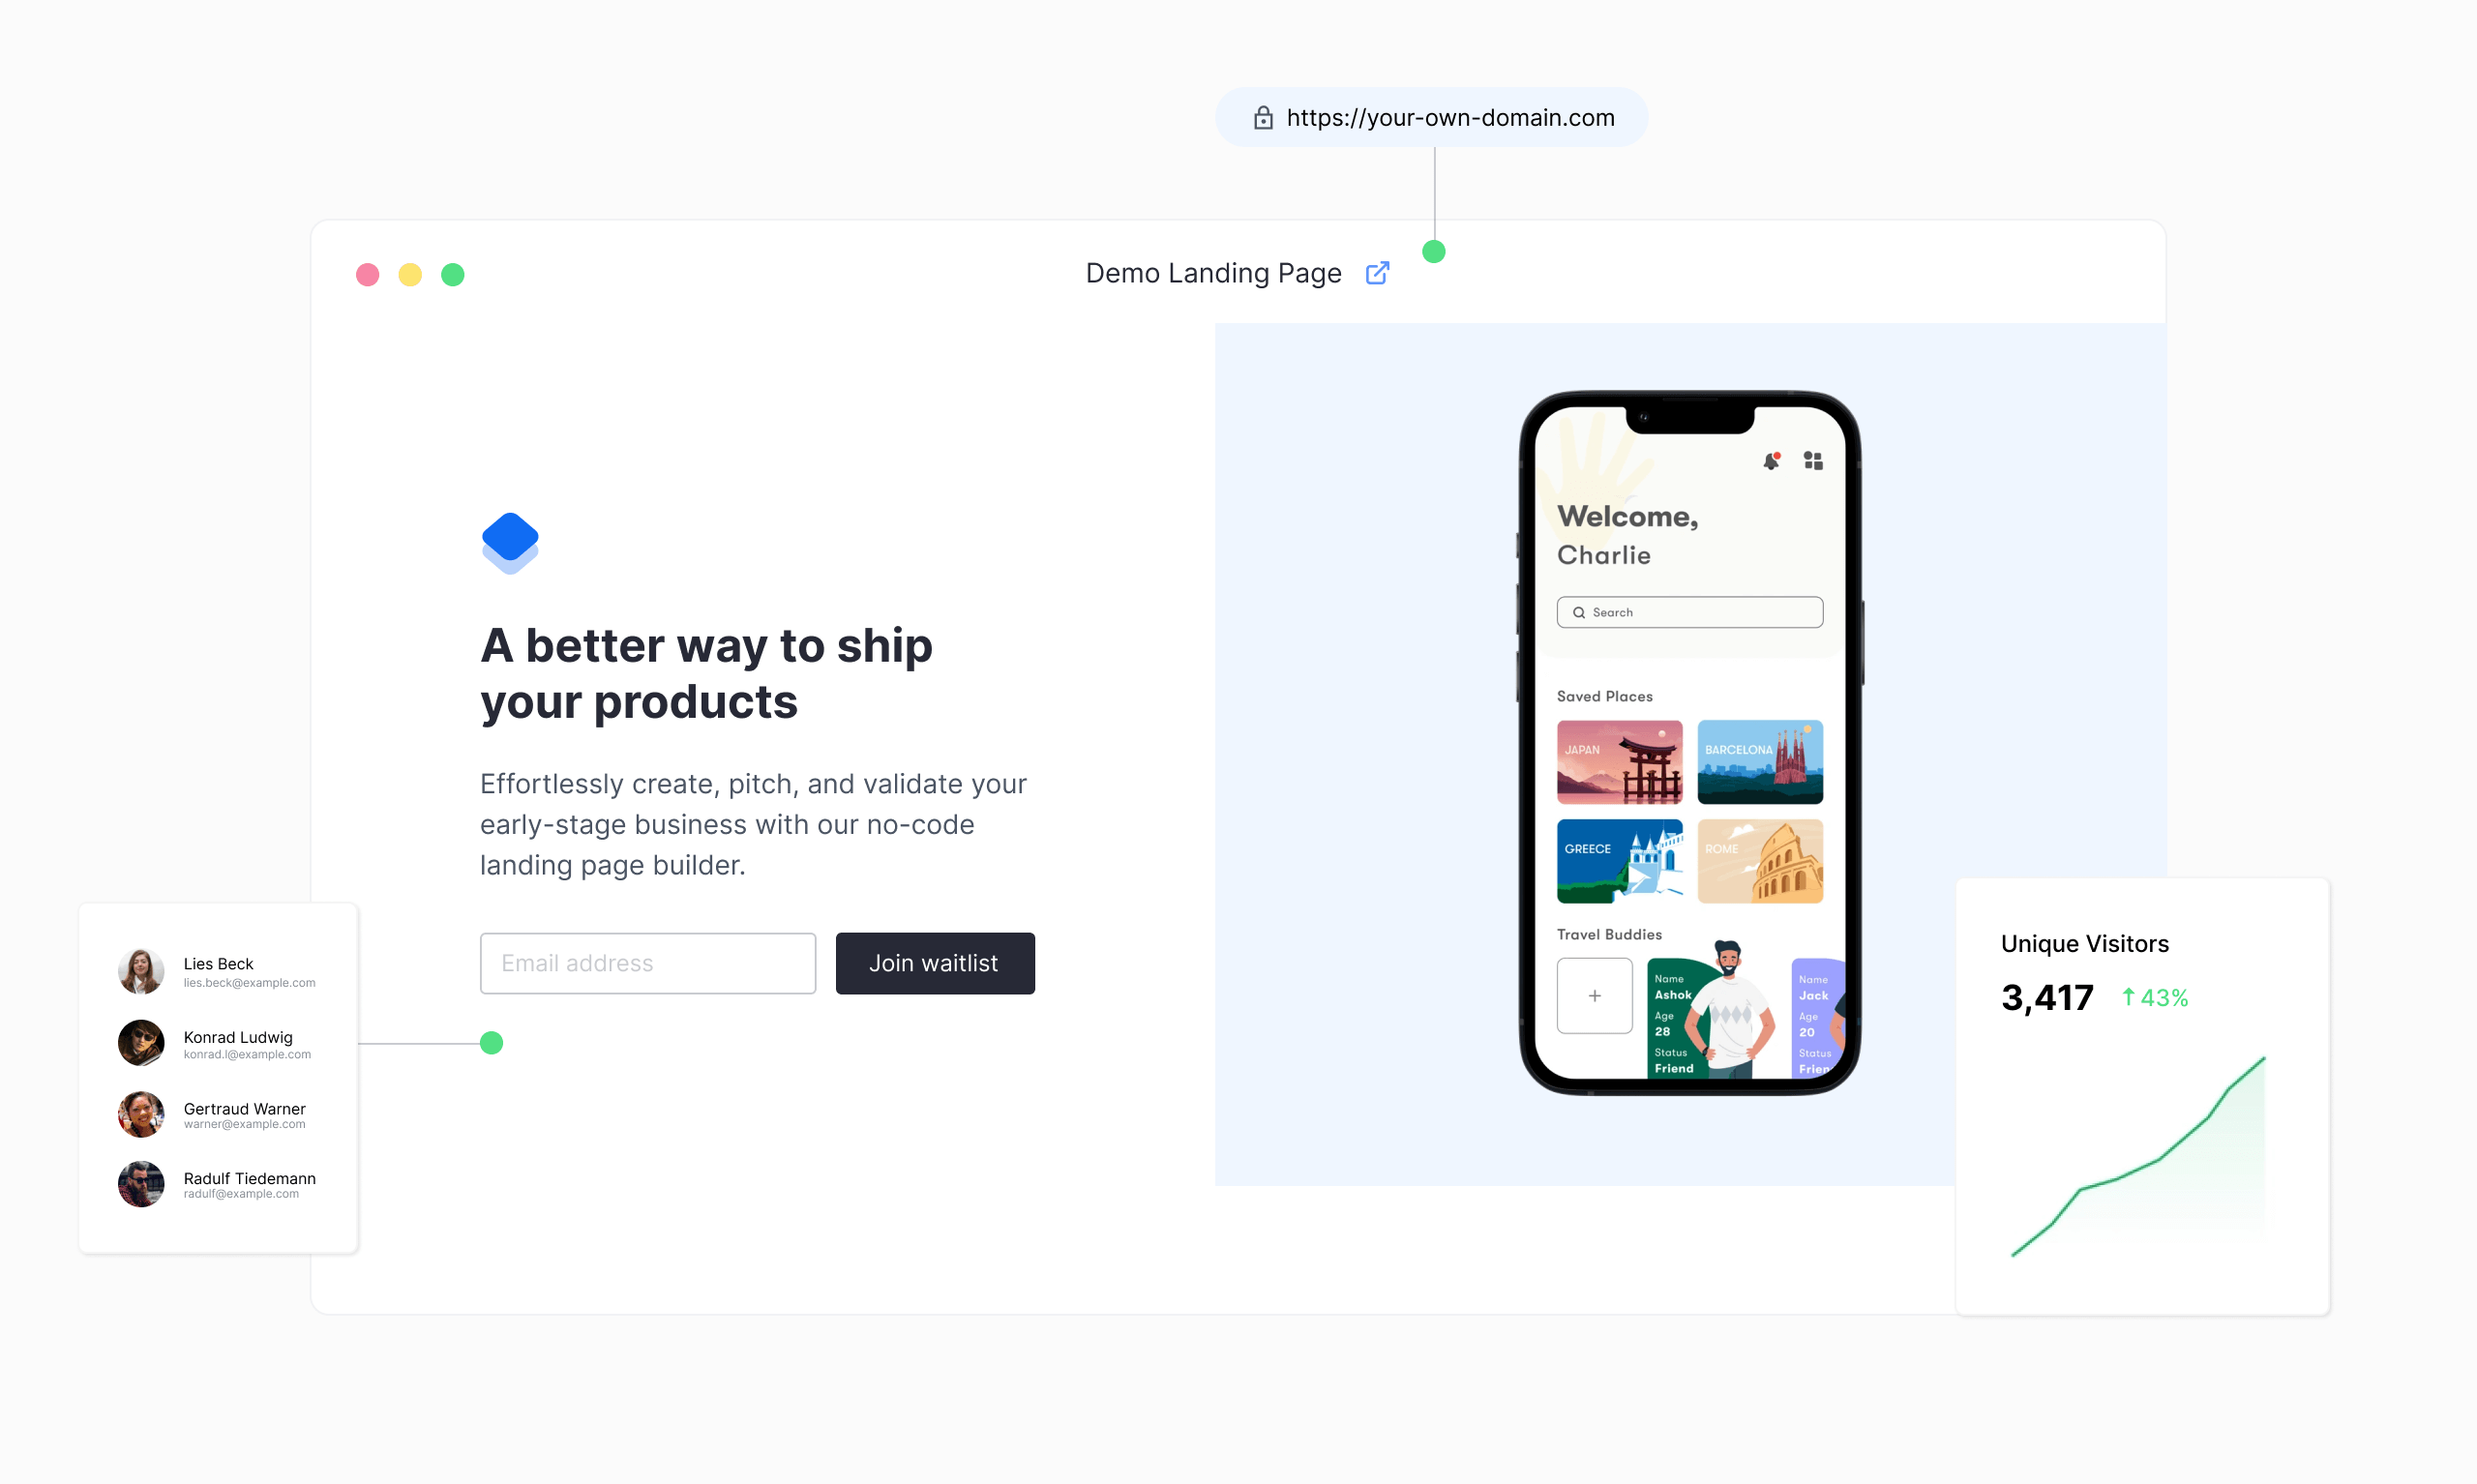 https://your-own-domain.com
Demo Landing Page
A better way to ship
your products
Effortlessly create, pitch, and validate your
early-stage business with our no-code
landing page builder.
Email address
Join waitlist
Lies Beck
lies.beck@example.com
Konrad Ludwig
konrad.l@example.com
Gertraud Warner
warner@example.com
Radulf Tiedemann
radulf@example.com
Welcome,
Charlie
Search
Saved Places
JAPAN
BARCELONA
GREECE
ROME
Travel Buddies
+
Name
Ashok
Age
28
Status
Friend
Name
Jack
Age
20
Status
Frien
Unique Visitors
3,417 ↑43%